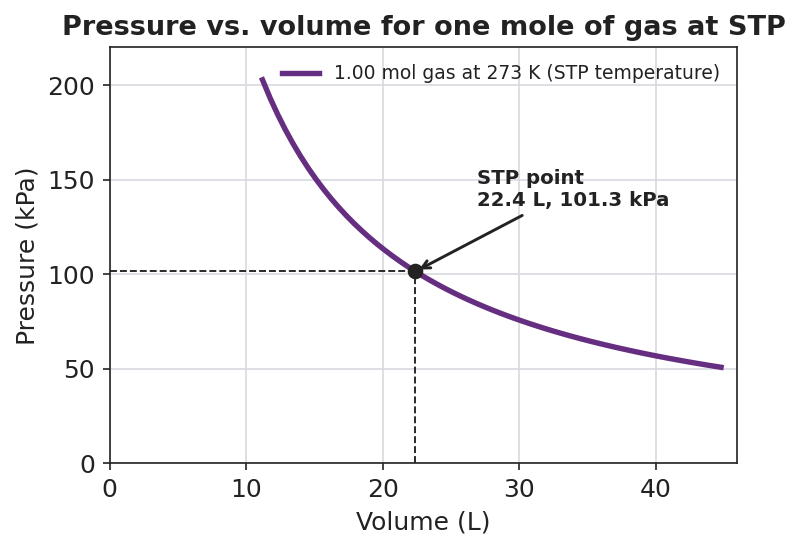 Pressure vs. volume for one mole of gas at STP
1.00 mol gas at 273 K (STP temperature)
STP point
22.4 L, 101.3 kPa
Pressure (kPa)
200
150
100
50
0
0 10 20 30 40
Volume (L)